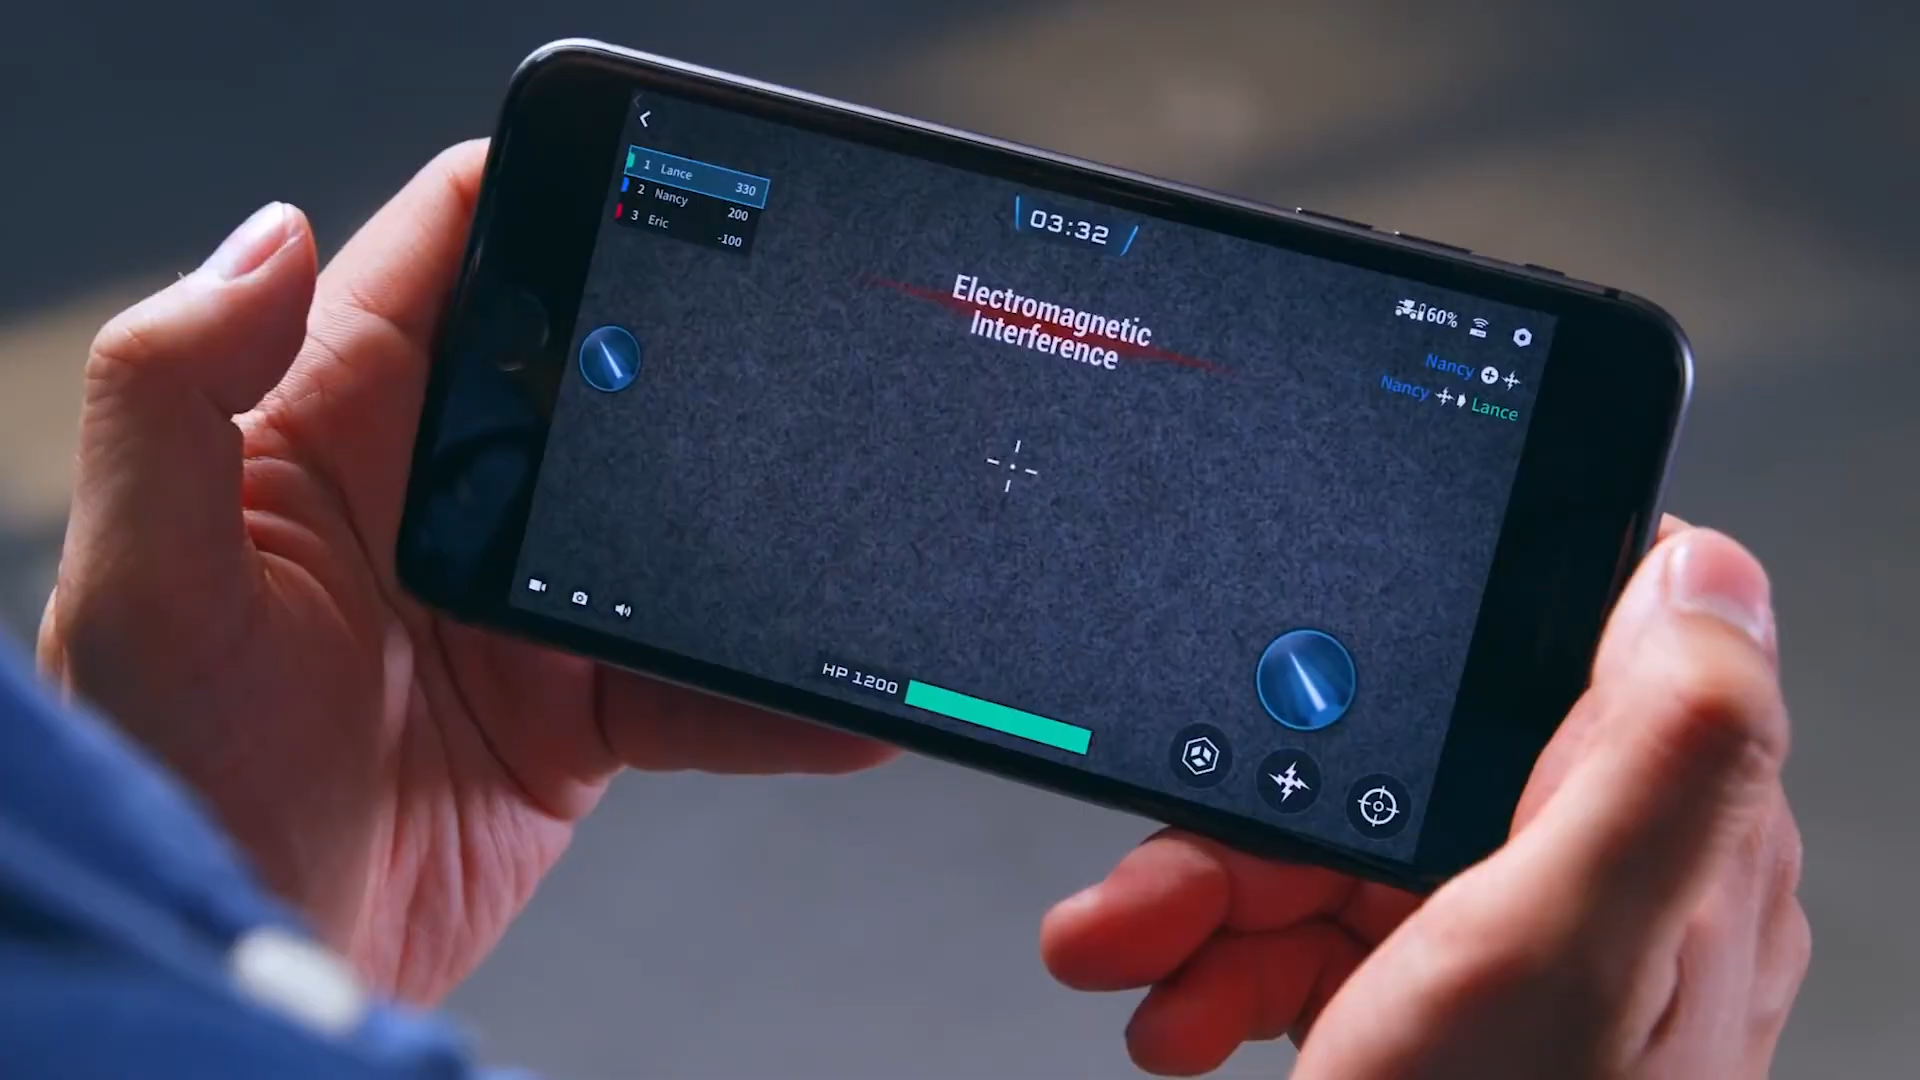 1 Lance 330
2 Nancy 200
3 Eric -100
03:32
Electromagnetic
Interference
60%
Nancy
Nancy Lance
HP 1200